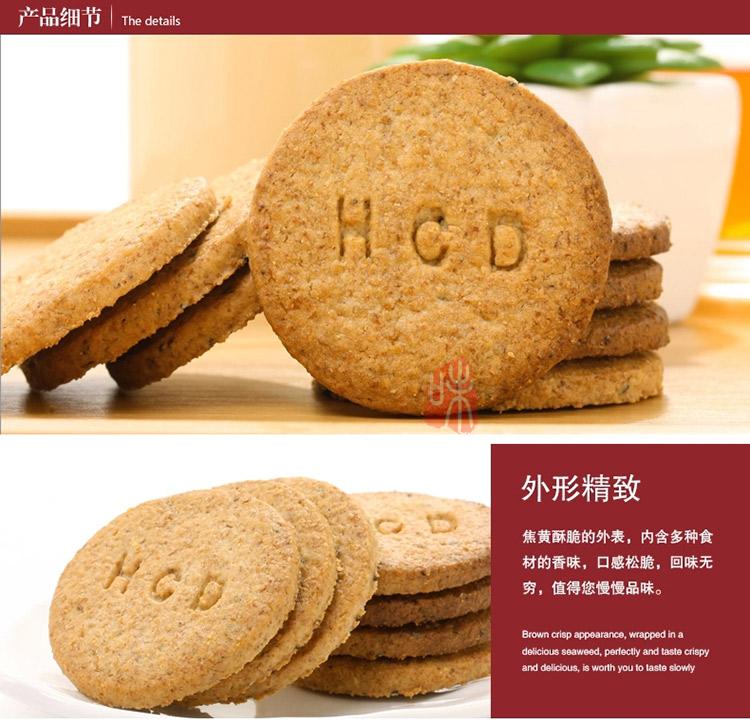 产品细节 The details
HCD
味
HCD
CD
外形精致
焦黄酥脆的外表，内含多种食
材的香味，口感松脆，回味无
穷，值得您慢慢品味。
Brown crisp appearance, wrapped in a
delicious seaweed, perfectly and taste crispy
and delicious, is worth you to taste slowly